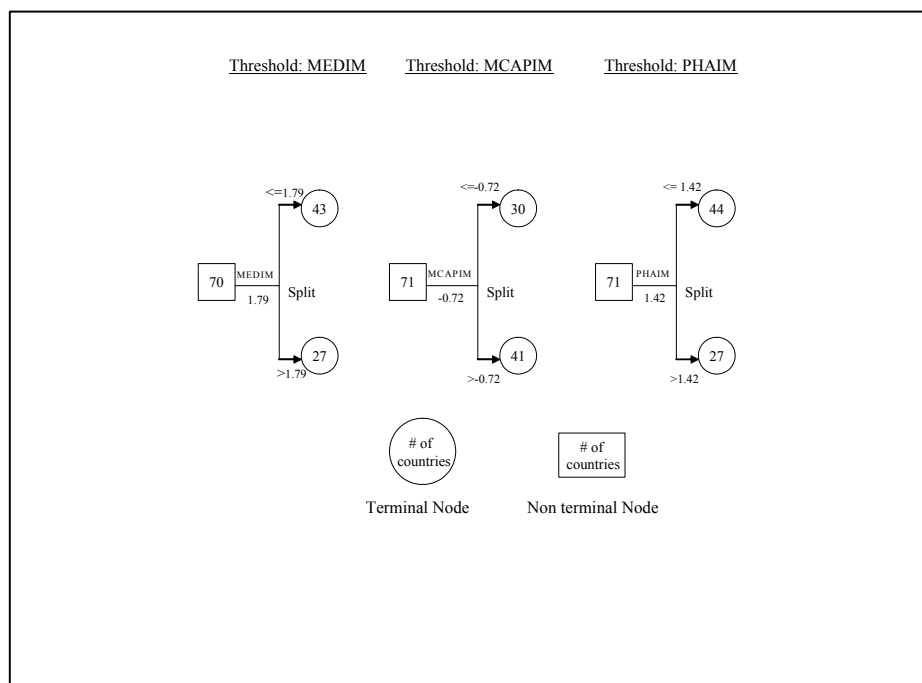 Threshold: MEDIM
Threshold: MCAPIM
Threshold: PHAIM
<=1.79
43
70
MEDIM
1.79
Split
27
>1.79
<=-0.72
30
71
MCAPIM
-0.72
Split
41
>-0.72
<= 1.42
44
71
PHAIM
1.42
Split
27
>1.42
# of
countries
Terminal Node
# of
countries
Non terminal Node